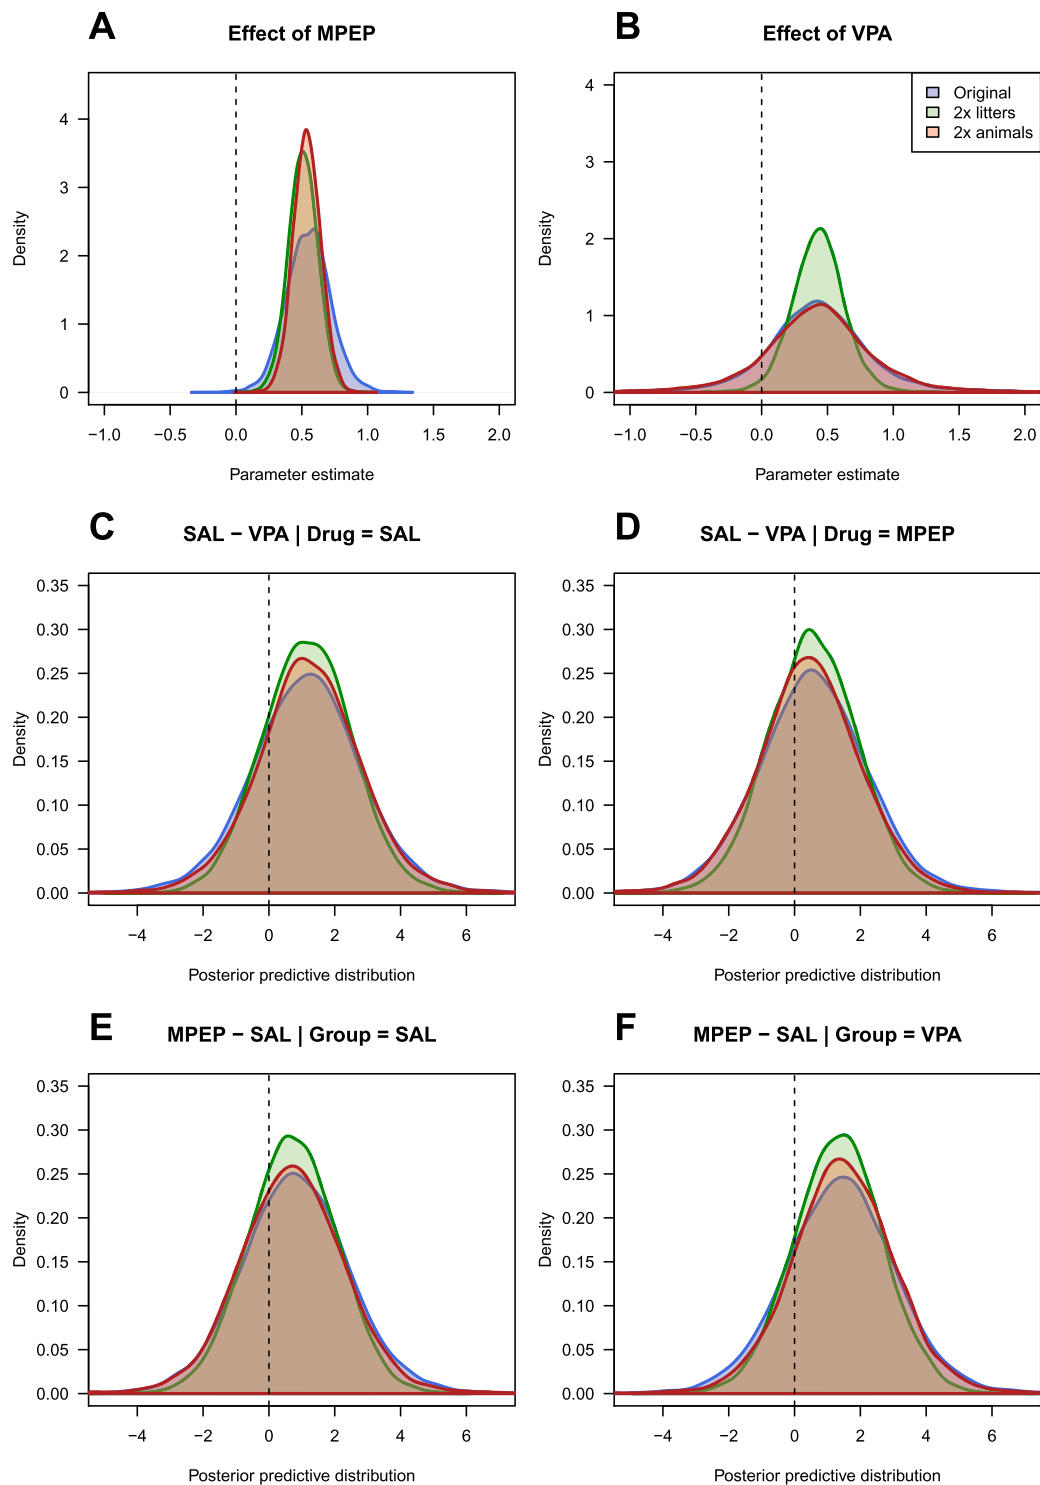 A
Effect of MPEP
Density
4
3
2
1
0
−1.0 −0.5 0.0 0.5 1.0 1.5 2.0
Parameter estimate
B
Effect of VPA
Original
2x litters
2x animals
Density
4
3
2
1
0
−1.0 −0.5 0.0 0.5 1.0 1.5 2.0
Parameter estimate
C
SAL − VPA | Drug = SAL
Density
0.35
0.30
0.25
0.20
0.15
0.10
0.05
0.00
−4 −2 0 2 4 6
Posterior predictive distribution
D
SAL − VPA | Drug = MPEP
Density
0.35
0.30
0.25
0.20
0.15
0.10
0.05
0.00
−4 −2 0 2 4 6
Posterior predictive distribution
E
MPEP − SAL | Group = SAL
Density
0.35
0.30
0.25
0.20
0.15
0.10
0.05
0.00
−4 −2 0 2 4 6
Posterior predictive distribution
F
MPEP − SAL | Group = VPA
Density
0.35
0.30
0.25
0.20
0.15
0.10
0.05
0.00
−4 −2 0 2 4 6
Posterior predictive distribution